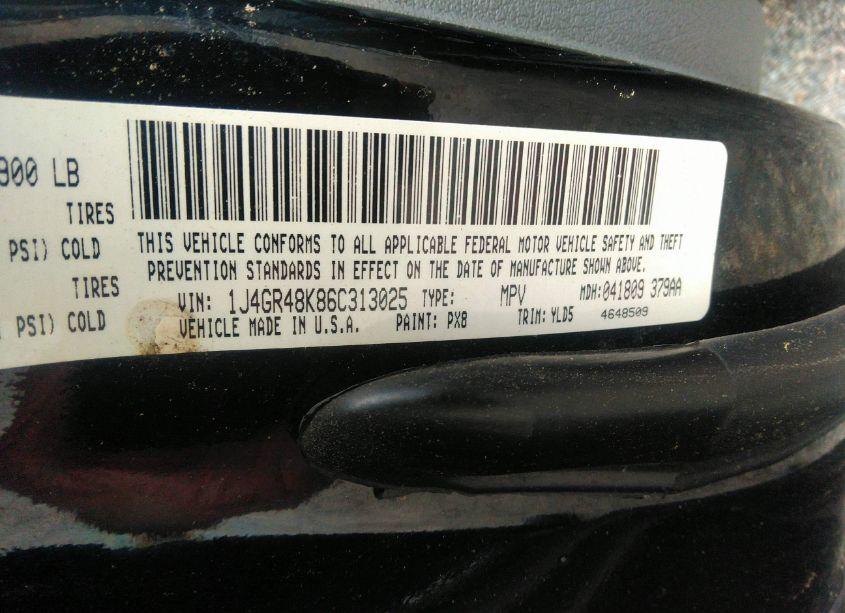 900 LB
TIRES
PSI) COLD
THIS VEHICLE CONFORMS TO ALL APPLICABLE FEDERAL MOTOR VEHICLE SAFETY AND THEFT
PREVENTION STANDARDS IN EFFECT ON THE DATE OF MANUFACTURE SHOWN ABOVE.
TIRES
VIN: 1J4GR48K86C313025 TYPE: MPV MDH:041809 379AA
PSI) COLD
VEHICLE MADE IN U.S.A. PAINT: PX8 TRIM: YLD5 4648509